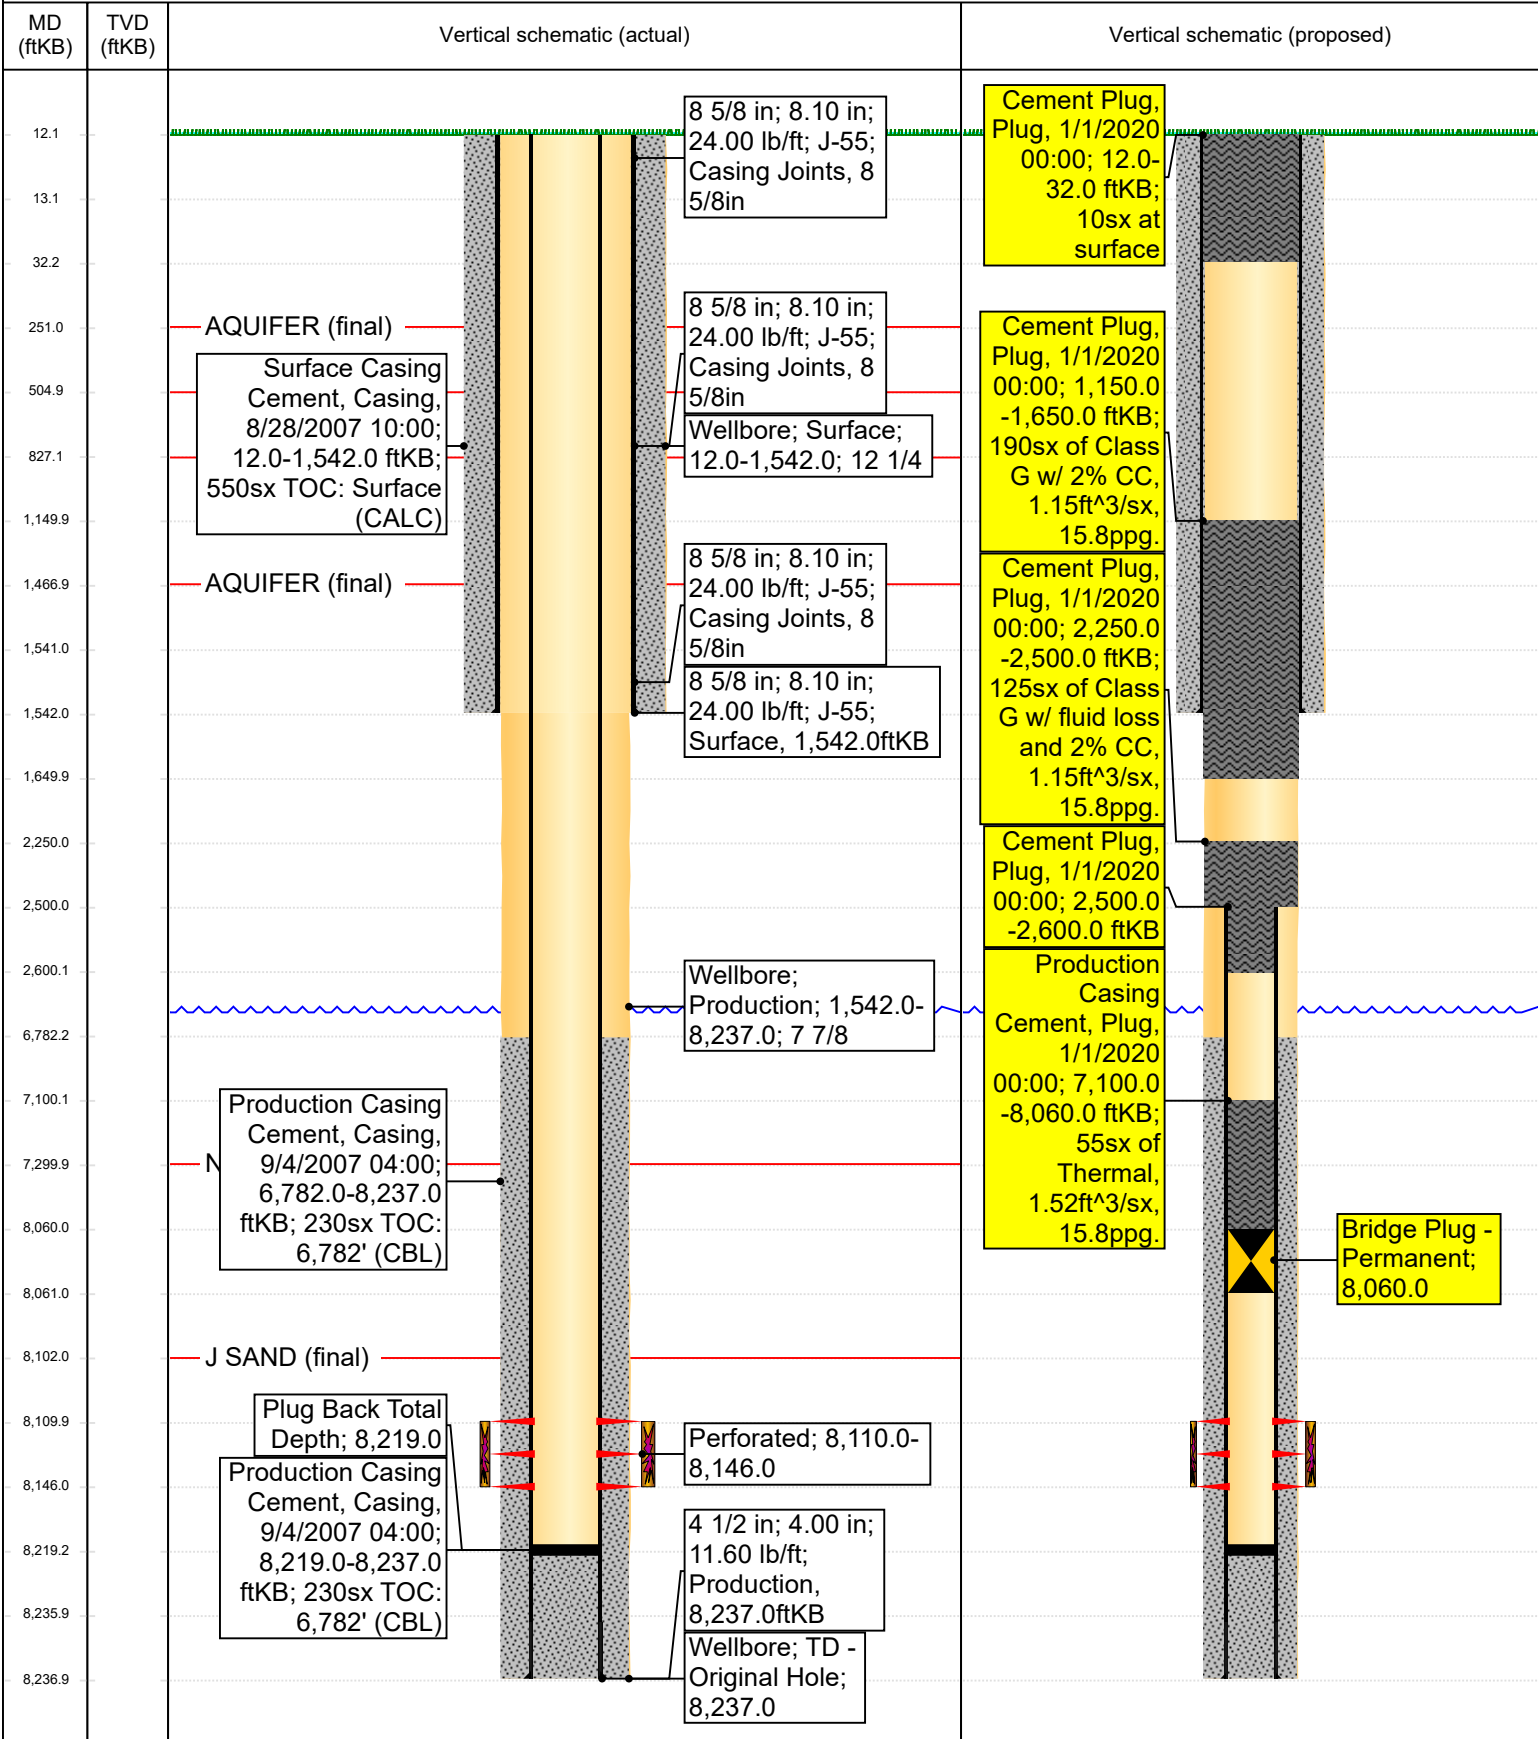 MD
(ftKB)
TVD
(ftKB)
Vertical schematic (actual)
Vertical schematic (proposed)
12.1
13.1
32.2
251.0
504.9
827.1
1,149.9
1,466.9
1,541.0
1,542.0
1,649.9
2,250.0
2,500.0
2,600.1
6,782.2
7,100.1
7,299.9
8,060.0
8,061.0
8,102.0
8,109.9
8,146.0
8,219.2
8,235.9
8,236.9
AQUIFER (final)
Surface Casing
Cement, Casing,
8/28/2007 10:00;
12.0-1,542.0 ftKB;
550sx TOC: Surface
(CALC)
AQUIFER (final)
Production Casing
Cement, Casing,
9/4/2007 04:00;
6,782.0-8,237.0
ftKB; 230sx TOC:
6,782' (CBL)
N
J SAND (final)
Plug Back Total
Depth; 8,219.0
Production Casing
Cement, Casing,
9/4/2007 04:00;
8,219.0-8,237.0
ftKB; 230sx TOC:
6,782' (CBL)
8 5/8 in; 8.10 in;
24.00 lb/ft; J-55;
Casing Joints, 8
5/8in
8 5/8 in; 8.10 in;
24.00 lb/ft; J-55;
Casing Joints, 8
5/8in
Wellbore; Surface;
12.0-1,542.0; 12 1/4
8 5/8 in; 8.10 in;
24.00 lb/ft; J-55;
Casing Joints, 8
5/8in
8 5/8 in; 8.10 in;
24.00 lb/ft; J-55;
Surface, 1,542.0ftKB
Wellbore;
Production; 1,542.0-
8,237.0; 7 7/8
Perforated; 8,110.0-
8,146.0
4 1/2 in; 4.00 in;
11.60 lb/ft;
Production,
8,237.0ftKB
Wellbore; TD -
Original Hole;
8,237.0
Cement Plug,
Plug, 1/1/2020
00:00; 12.0-
32.0 ftKB;
10sx at
surface
Cement Plug,
Plug, 1/1/2020
00:00; 1,150.0
-1,650.0 ftKB;
190sx of Class
G w/ 2% CC,
1.15ft^3/sx,
15.8ppg.
Cement Plug,
Plug, 1/1/2020
00:00; 2,250.0
-2,500.0 ftKB;
125sx of Class
G w/ fluid loss
and 2% CC,
1.15ft^3/sx,
15.8ppg.
Cement Plug,
Plug, 1/1/2020
00:00; 2,500.0
-2,600.0 ftKB
Production
Casing
Cement, Plug,
1/1/2020
00:00; 7,100.0
-8,060.0 ftKB;
55sx of
Thermal,
1.52ft^3/sx,
15.8ppg.
Bridge Plug -
Permanent;
8,060.0